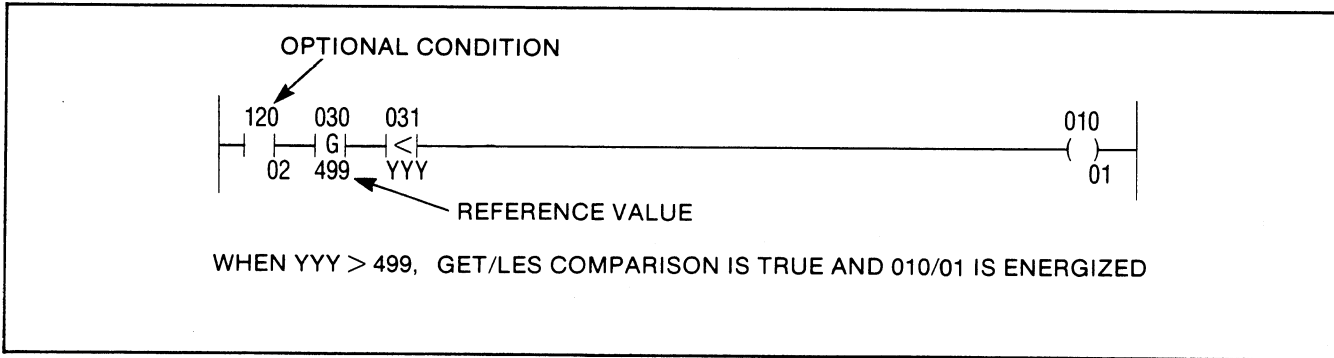 OPTIONAL CONDITION
120 030 031 010
G <
02 499 YYY 01
REFERENCE VALUE
WHEN YYY > 499, GET/LES COMPARISON IS TRUE AND 010/01 IS ENERGIZED